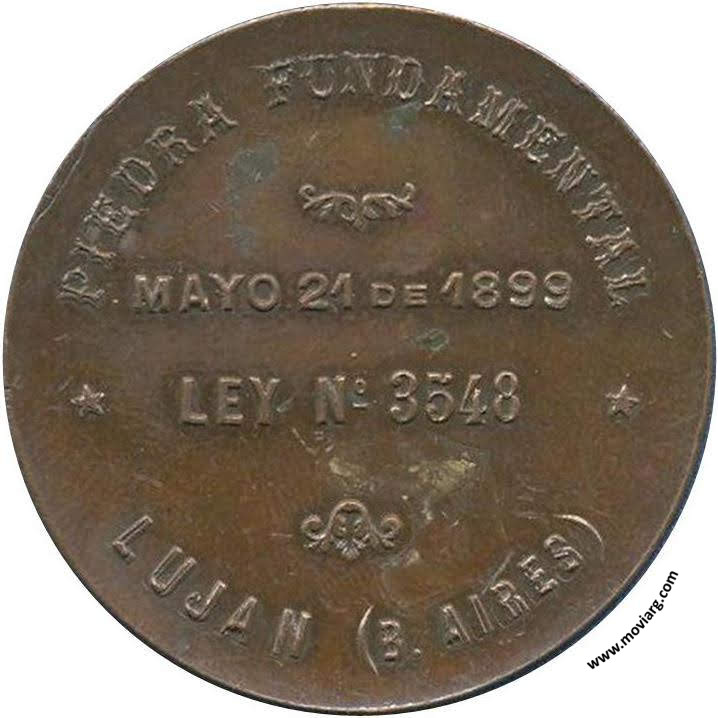 PIEDRA FUNDAMENTAL
MAYO 21 DE 1899
LEY Nº 3548
LUJAN (B. AIRES)
www.moviarg.com